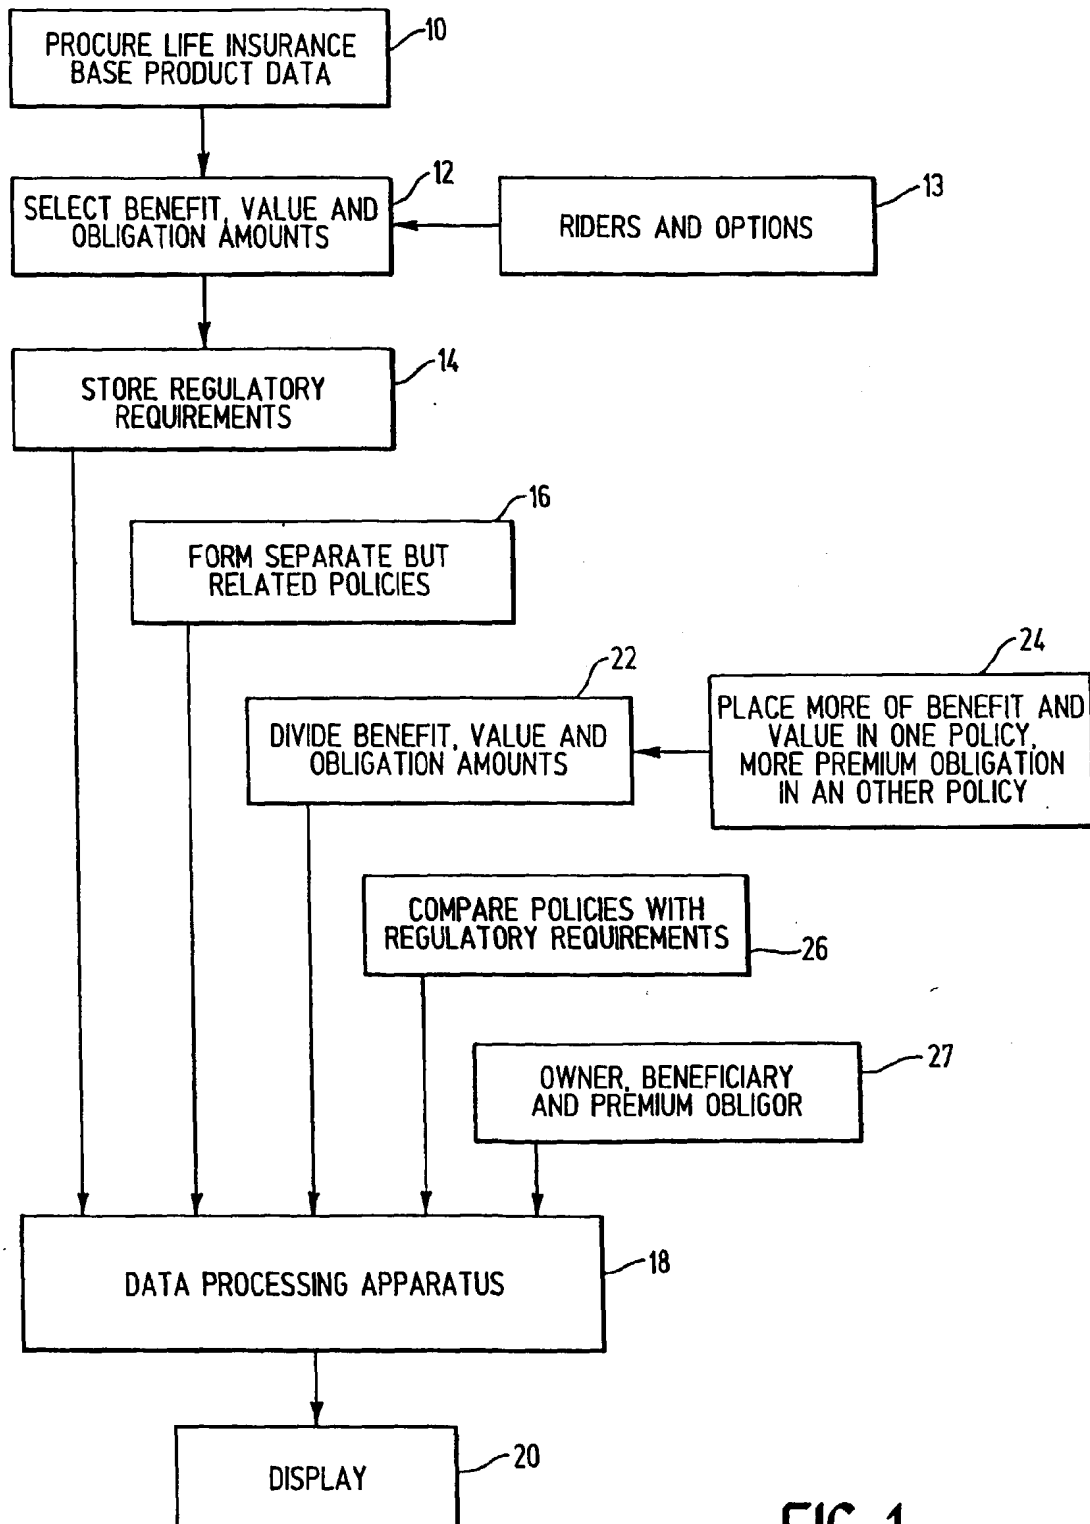 10
PROCURE LIFE INSURANCE
BASE PRODUCT DATA
12
SELECT BENEFIT, VALUE AND
OBLIGATION AMOUNTS
13
RIDERS AND OPTIONS
14
STORE REGULATORY
REQUIREMENTS
16
FORM SEPARATE BUT
RELATED POLICIES
22
DIVIDE BENEFIT, VALUE AND
OBLIGATION AMOUNTS
24
PLACE MORE OF BENEFIT AND
VALUE IN ONE POLICY,
MORE PREMIUM OBLIGATION
IN AN OTHER POLICY
COMPARE POLICIES WITH
REGULATORY REQUIREMENTS
26
27
OWNER, BENEFICIARY
AND PREMIUM OBLIGOR
18
DATA PROCESSING APPARATUS
20
DISPLAY
FIG. 1